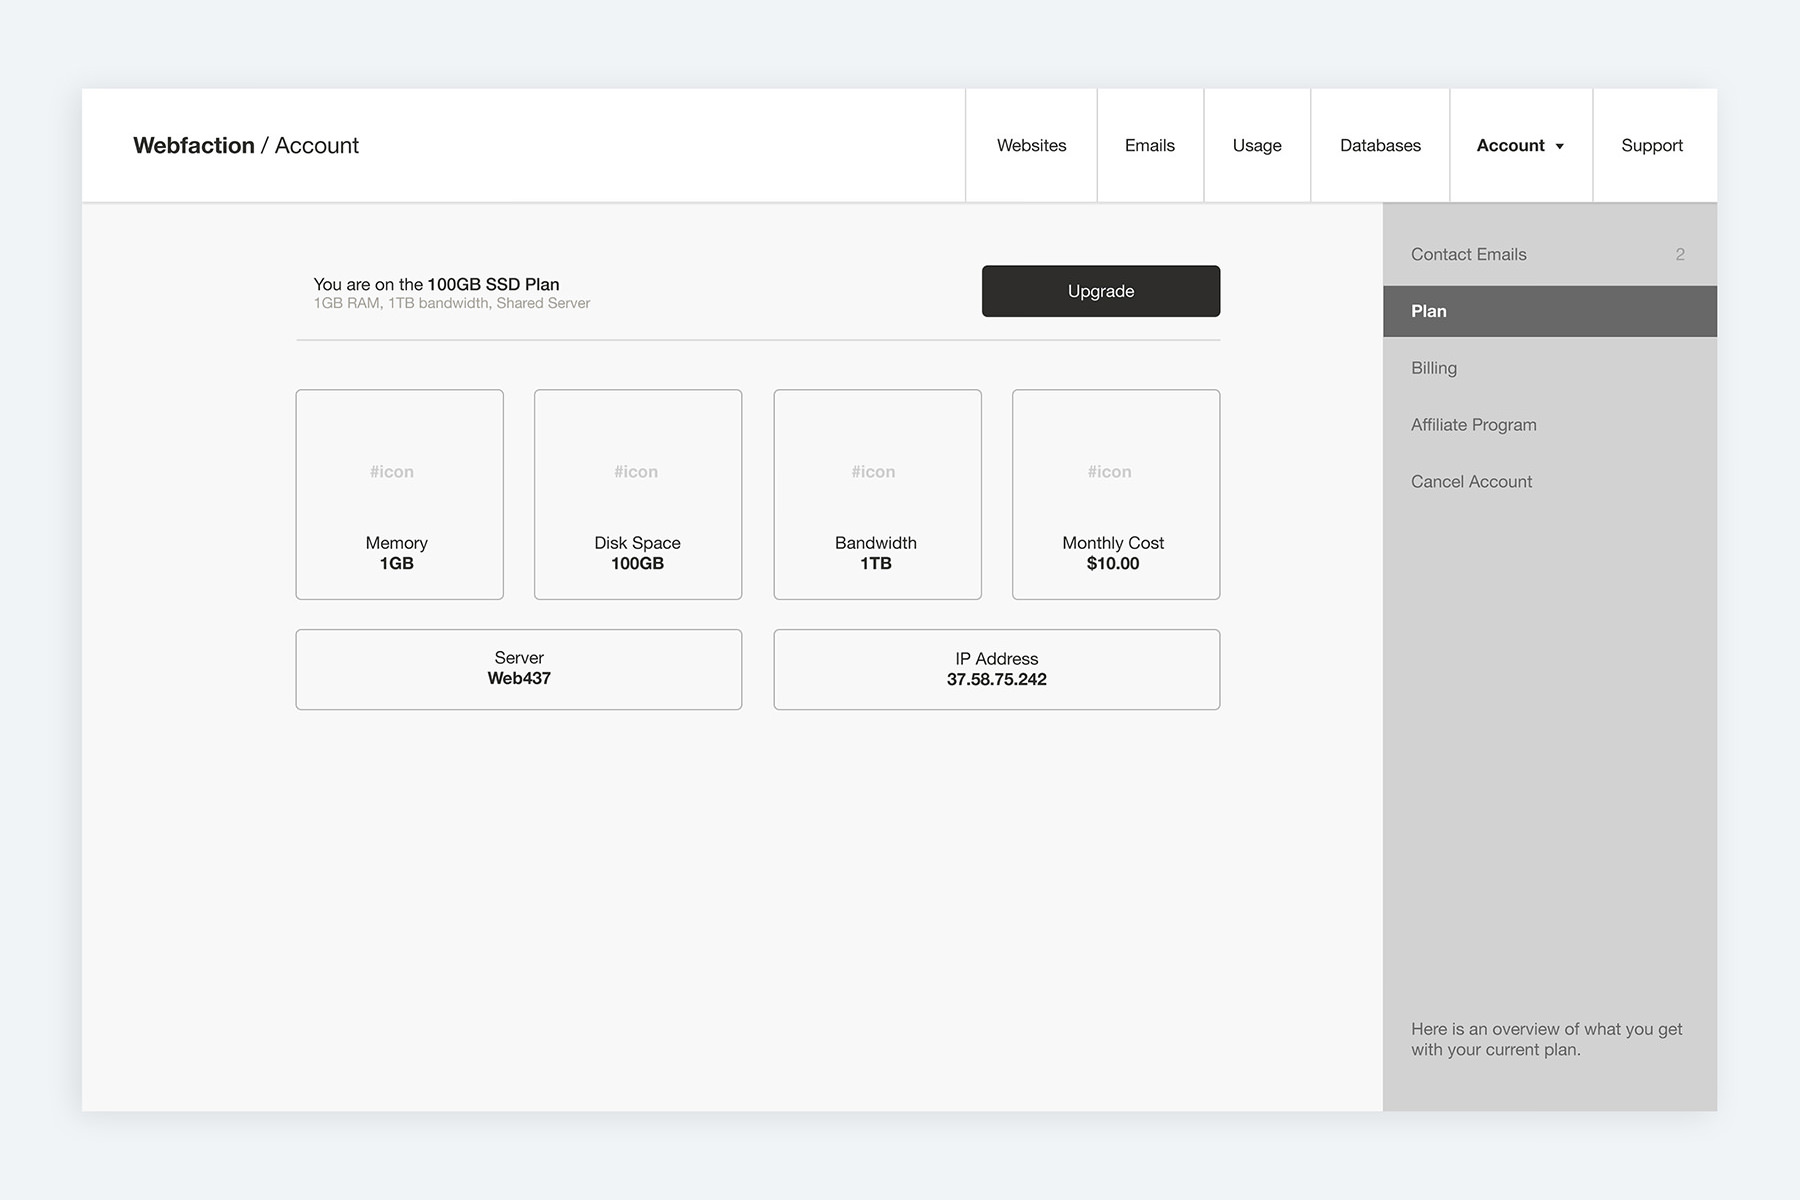 Webfaction / Account
Websites
Emails
Usage
Databases
Account ▾
Support
You are on the 100GB SSD Plan
1GB RAM, 1TB bandwidth, Shared Server
Upgrade
#icon
Memory
1GB
#icon
Disk Space
100GB
#icon
Bandwidth
1TB
#icon
Monthly Cost
$10.00
Server
Web437
IP Address
37.58.75.242
Contact Emails 2
Plan
Billing
Affiliate Program
Cancel Account
Here is an overview of what you get
with your current plan.